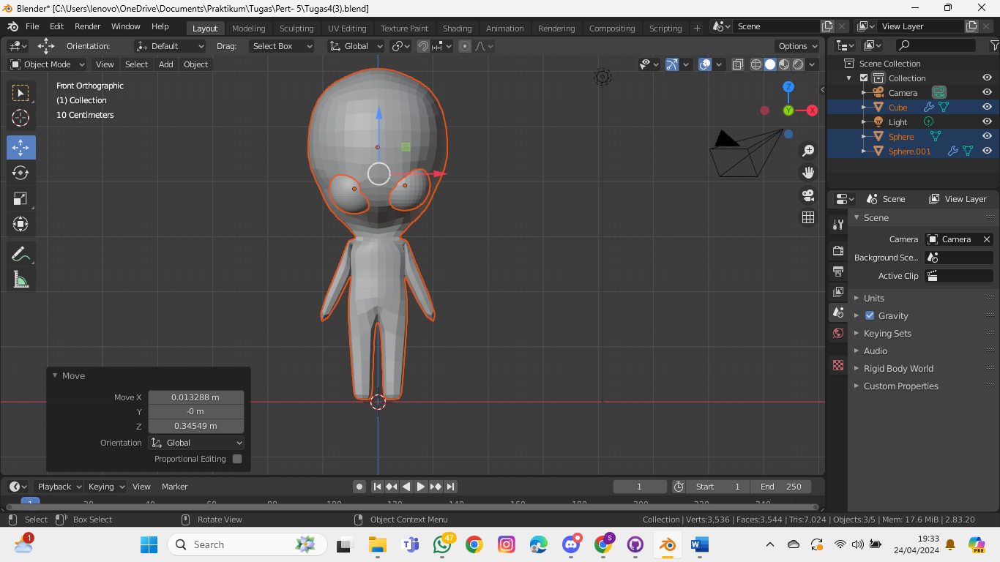 Blender* [C:\Users\lenovo\OneDrive\Documents\Praktikum\Tugas\Pert- 5\Tugas4(3).blend]
File Edit Render Window Help Layout Modeling Sculpting UV Editing Texture Paint Shading Animation Rendering Compositing Scripting + Scene View Layer
Orientation: Default Drag: Select Box Global Options
Object Mode View Select Add Object
Front Orthographic
(1) Collection
10 Centimeters
Z
Y
X
Move
Move X 0.013288 m
Y -0 m
Z 0.34549 m
Orientation Global
Proportional Editing
Scene Collection
Collection
Camera
Cube
Light
Sphere
Sphere.001
Scene View Layer
Scene
Camera Camera
Background Sce...
Active Clip
Units
Gravity
Keying Sets
Audio
Rigid Body World
Custom Properties
Playback Keying View Marker 1 Start 1 End 250
1 20 40 60 80 100 120 140 160 180 200 220 240
Select Box Select Rotate View Object Context Menu Collection | Verts:3,536 | Faces:3,544 | Tris:7,024 | Objects:3/5 | Mem: 17.6 MiB | 2.83.20
1
Search
47
S
W
PRE
19:33
24/04/2024